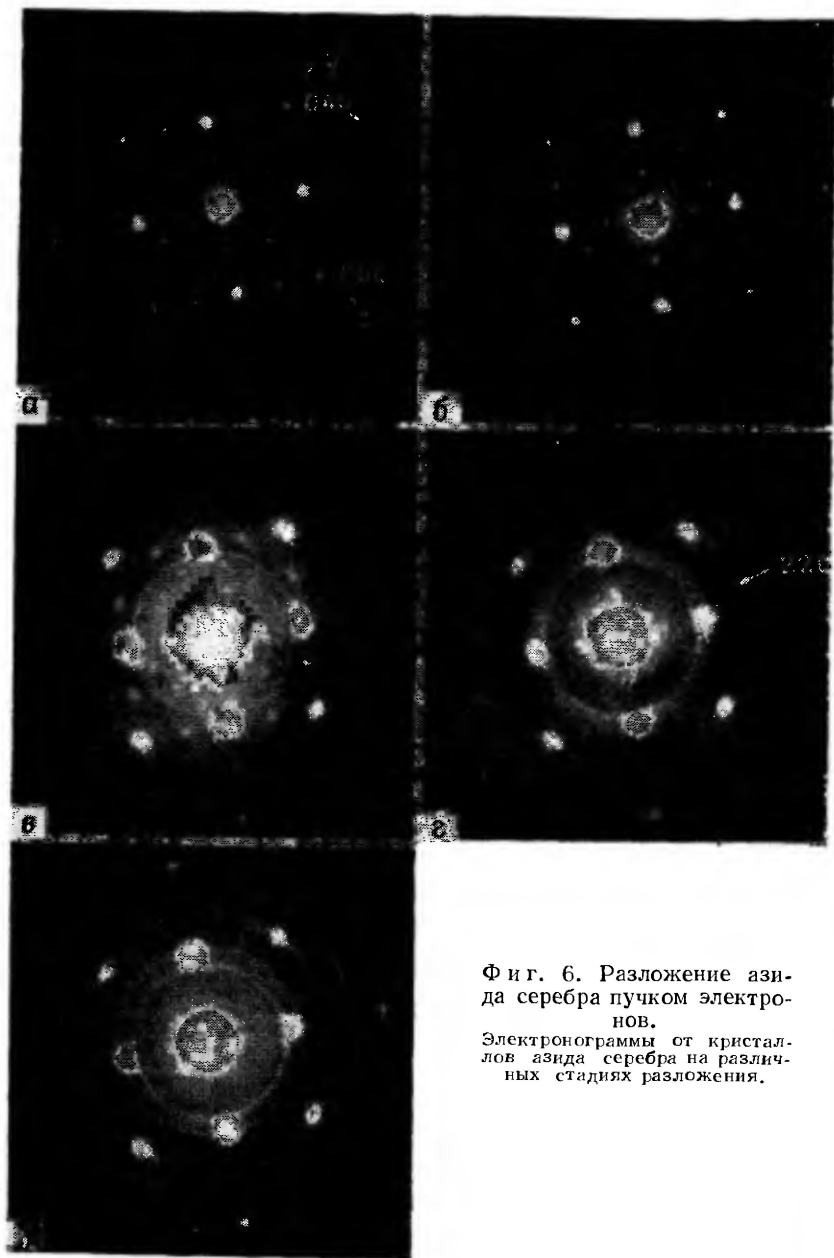 а
б
в
г
Фиг. 6. Разложение ази-
да серебра пучком электро-
нов.
Электронограммы от кристал-
лов азида серебра на различ-
ных стадиях разложения.